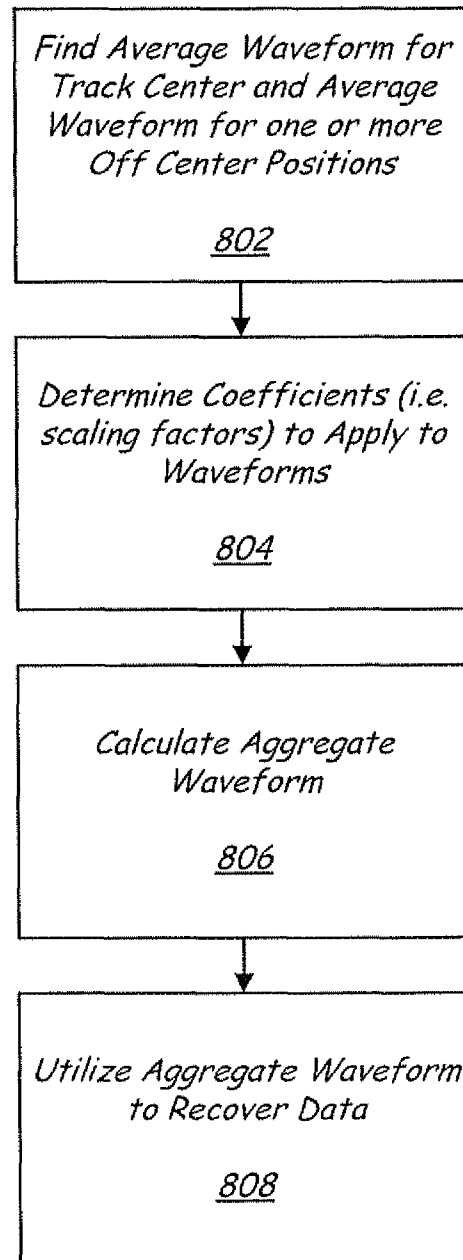 Find Average Waveform for
Track Center and Average
Waveform for one or more
Off Center Positions
802
Determine Coefficients (i.e.
scaling factors) to Apply to
Waveforms
804
Calculate Aggregate
Waveform
806
Utilize Aggregate Waveform
to Recover Data
808